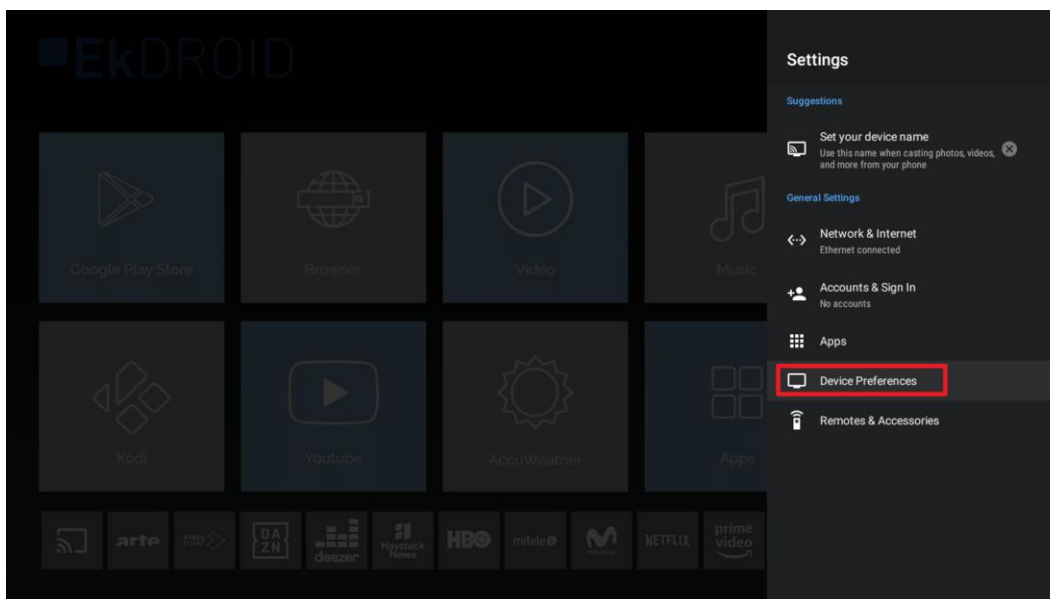 EKDROID
Settings
Suggestions
Set your device name
Use this name when casting photos, videos,
and more from your phone
General Settings
Network & Internet
Ethernet connected
Accounts & Sign In
No accounts
Apps
Device Preferences
Remotes & Accessories
Google Play Store
Browser
Video
Music
Kodi
Youtube
AccuWeather
Apps
arte
DAZN
deezer
Haystack
News
HBO
mitele
NETFLIX
prime
video